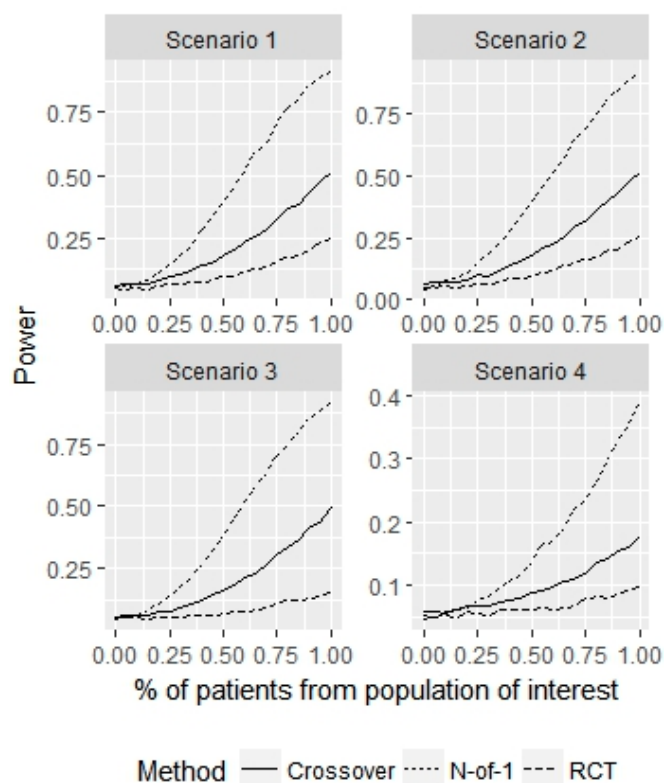 Scenario 1 Scenario 2
0.75 0.75
0.50 0.50
0.25 0.25
0.00
0.00 0.25 0.50 0.75 1.00 0.00 0.25 0.50 0.75 1.00
Power
Scenario 3 Scenario 4
0.75 0.4
0.50 0.3
0.25 0.2
0.1
0.00 0.25 0.50 0.75 1.00 0.00 0.25 0.50 0.75 1.00
% of patients from population of interest
Method Crossover N-of-1 RCT